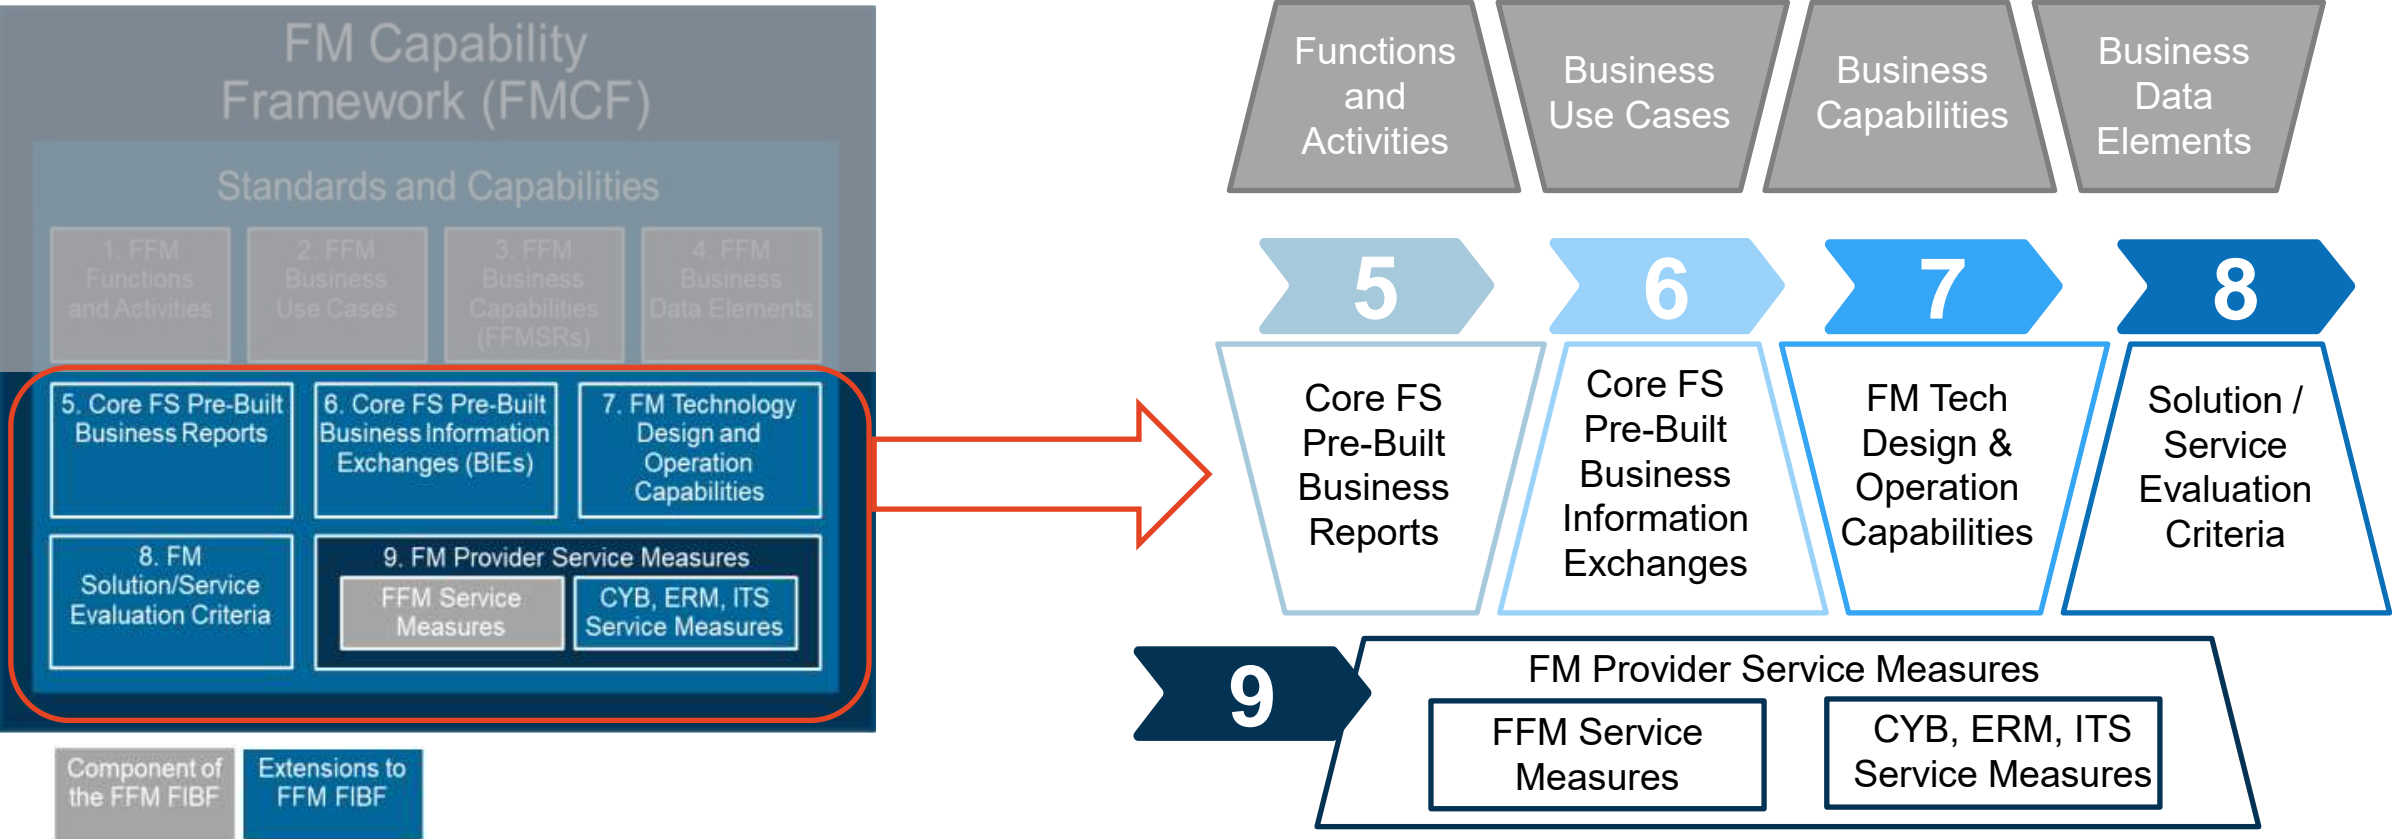 FM Capability
Framework (FMCF)
Standards and Capabilities
1. FFM
Functions
and Activities
2. FFM
Business
Use Cases
3. FFM
Business
Capabilities
(FFMSRs)
4. FFM
Business
Data Elements
5. Core FS Pre-Built
Business Reports
6. Core FS Pre-Built
Business Information
Exchanges (BIEs)
7. FM Technology
Design and
Operation
Capabilities
8. FM
Solution/Service
Evaluation Criteria
9. FM Provider Service Measures
FFM Service
Measures
CYB, ERM, ITS
Service Measures
Component of
the FFM FIBF
Extensions to
FFM FIBF
Functions
and
Activities
Business
Use Cases
Business
Capabilities
Business
Data
Elements
5
6
7
8
Core FS
Pre-Built
Business
Reports
Core FS
Pre-Built
Business
Information
Exchanges
FM Tech
Design &
Operation
Capabilities
Solution /
Service
Evaluation
Criteria
9
FM Provider Service Measures
FFM Service
Measures
CYB, ERM, ITS
Service Measures